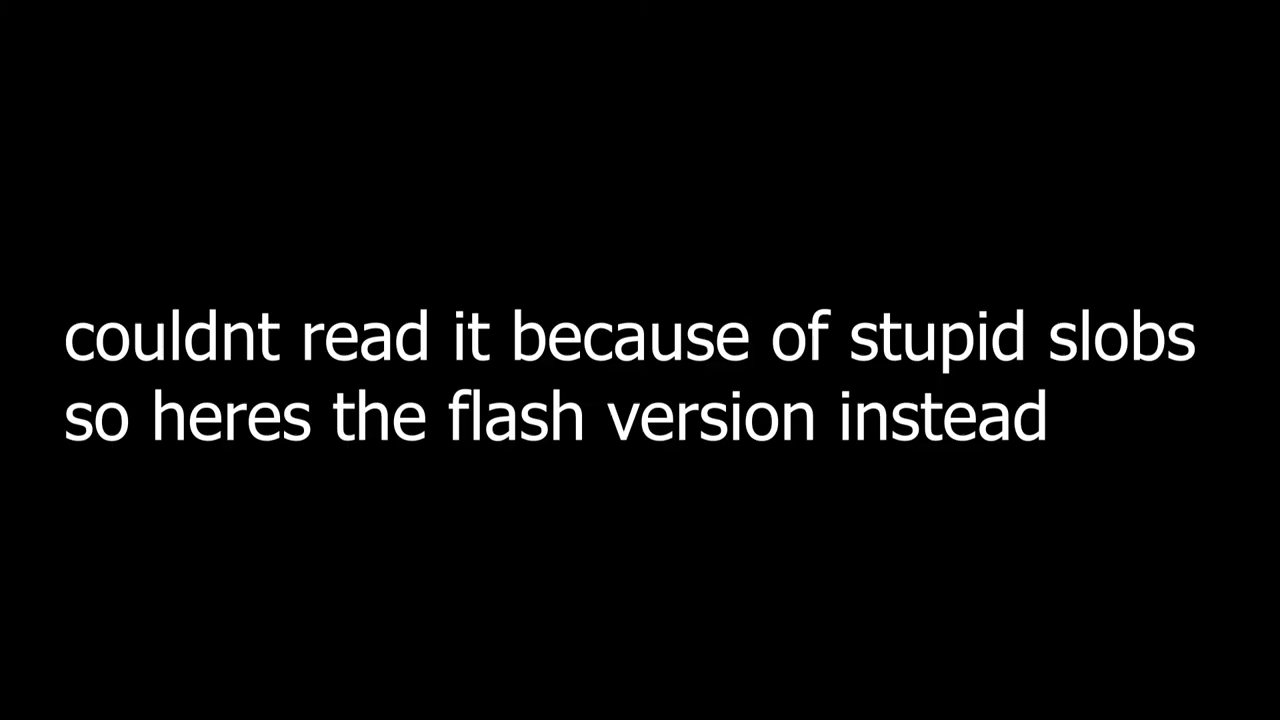 couldnt read it because of stupid slobs
so heres the flash version instead